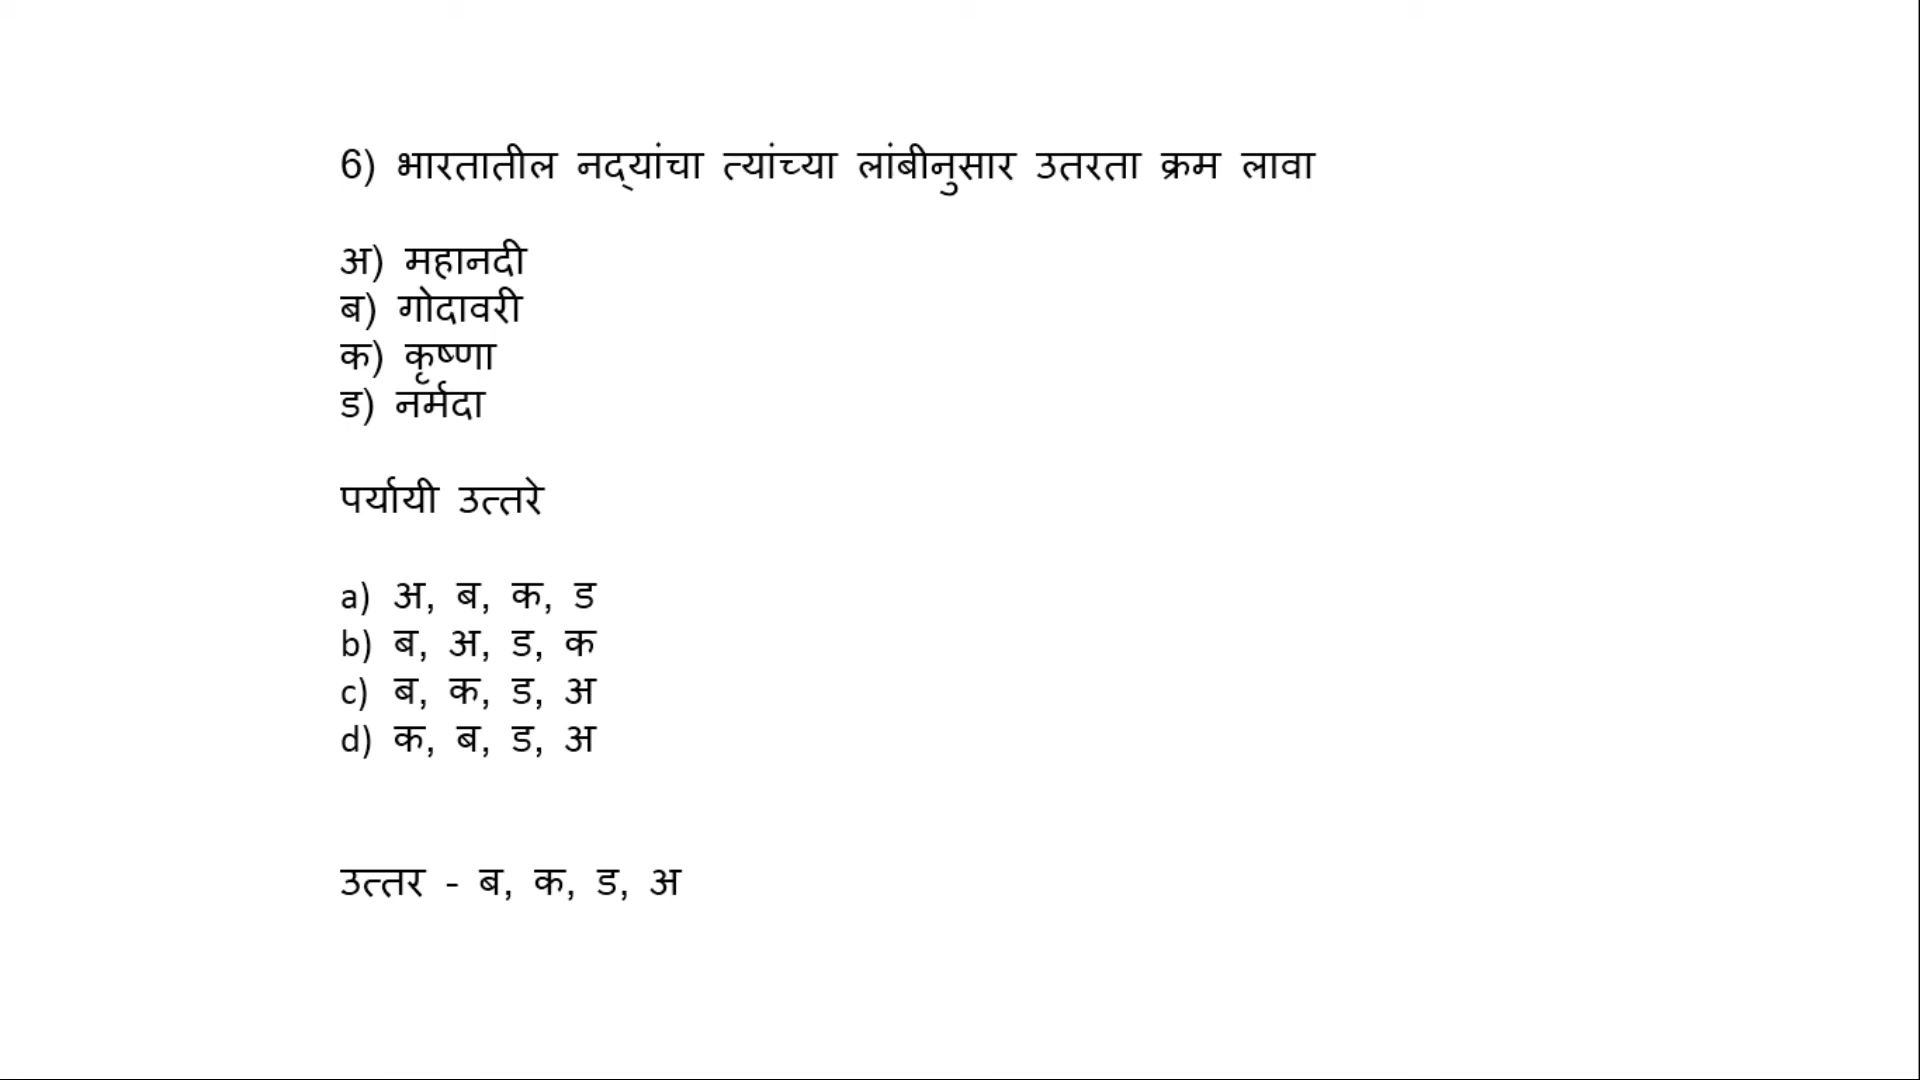 6) भारतातील नद्यांचा त्यांच्या लांबीनुसार उतरता क्रम लावा
अ) महानदी
ब) गोदावरी
क) कृष्णा
ड) नर्मदा
पर्यायी उत्तरे
a) अ, ब, क, ड
b) ब, अ, ड, क
c) ब, क, ड, अ
d) क, ब, ड, अ
उत्तर - ब, क, ड, अ